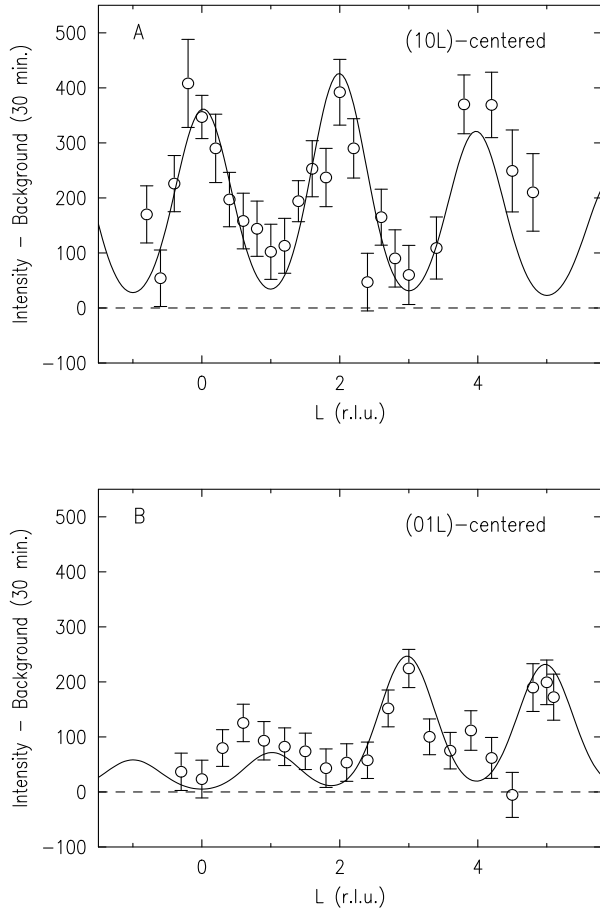 500
A
(10L)-centered
400
300
200
100
0
-100
Intensity - Background (30 min.)
0 2 4
L (r.l.u.)
500
B
(01L)-centered
400
300
200
100
0
-100
Intensity - Background (30 min.)
0 2 4
L (r.l.u.)